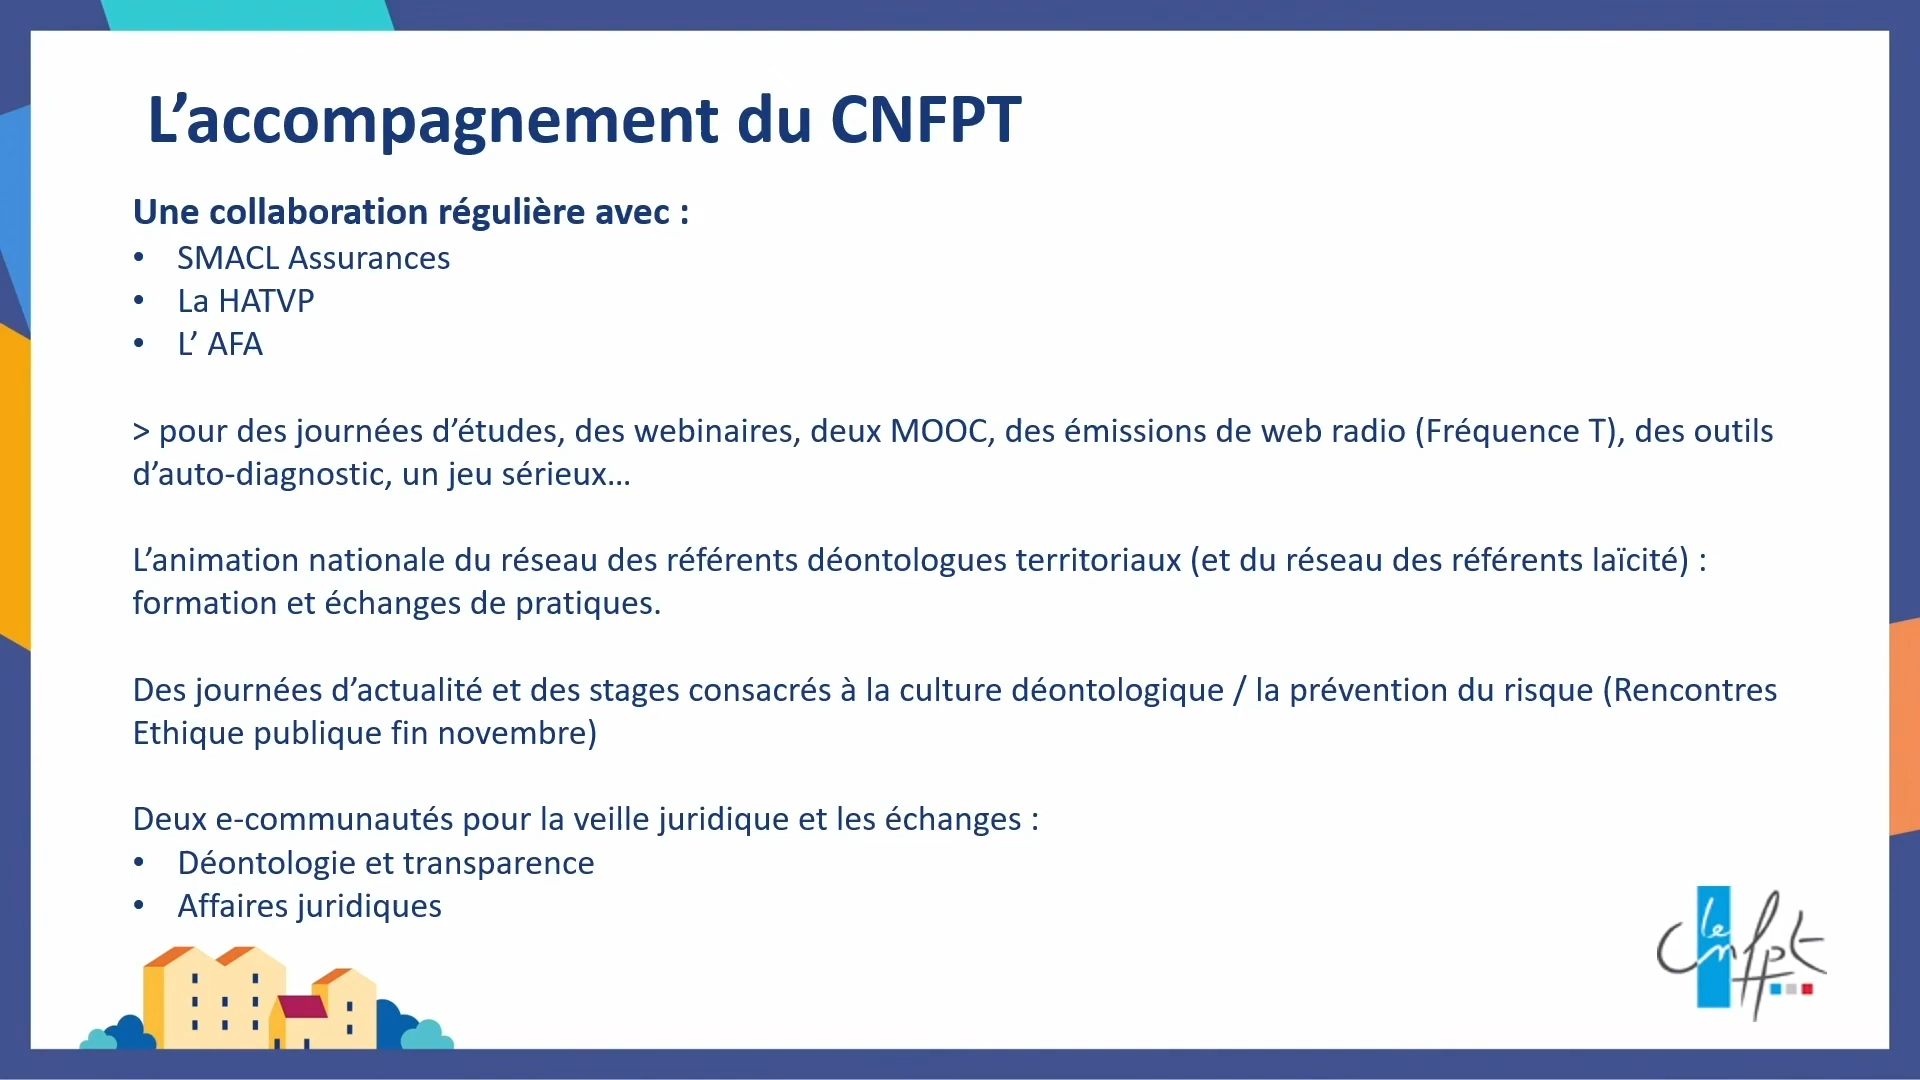 L’accompagnement du CNFPT
Une collaboration régulière avec :
• SMACL Assurances
• La HATVP
• L’ AFA
> pour des journées d’études, des webinaires, deux MOOC, des émissions de web radio (Fréquence T), des outils
d’auto-diagnostic, un jeu sérieux...
L’animation nationale du réseau des référents déontologues territoriaux (et du réseau des référents laïcité) :
formation et échanges de pratiques.
Des journées d’actualité et des stages consacrés à la culture déontologique / la prévention du risque (Rencontres
Ethique publique fin novembre)
Deux e-communautés pour la veille juridique et les échanges :
• Déontologie et transparence
• Affaires juridiques
le
cnfpt